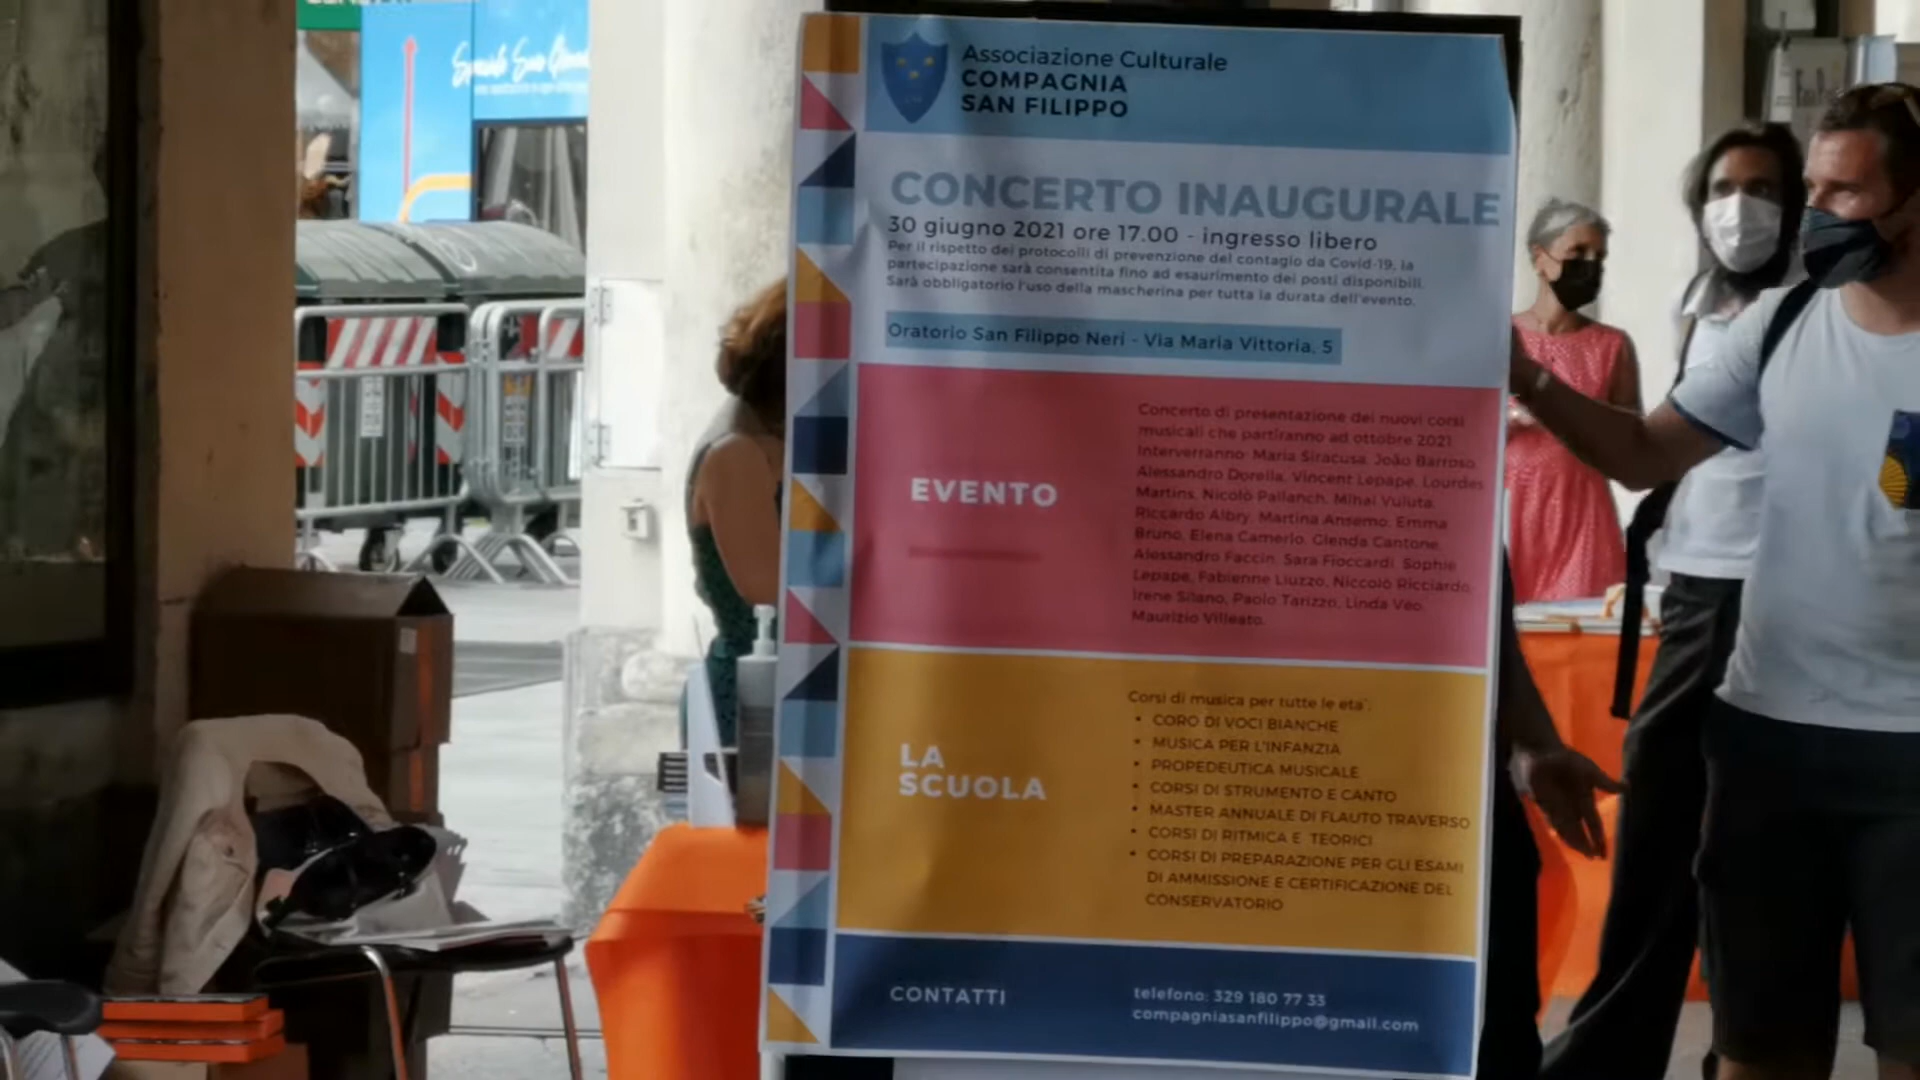 Associazione Culturale
COMPAGNIA
SAN FILIPPO
CONCERTO INAUGURALE
30 giugno 2021 ore 17.00 - ingresso libero
Per il rispetto dei protocolli di prevenzione del contagio da Covid-19, la
partecipazione sarà consentita fino ad esaurimento dei posti disponibili.
Sarà obbligatorio l'uso della mascherina per tutta la durata dell'evento.
Oratorio San Filippo Neri - Via Maria Vittoria, 5
EVENTO
Concerto di presentazione dei nuovi corsi
musicali che partiranno ad ottobre 2021
Interverranno: Maria Siracusa, João Barroso,
Alessandro Dorella, Vincent Lepape, Lourdes
Martins, Nicolò Pallanch, Mihai Vuluta,
Riccardo Albry, Martina Anselmo, Emma
Bruno, Elena Camerlo, Glenda Cantone,
Alessandro Faccin, Sara Fioccardi, Sophie
Lepape, Fabienne Liuzzo, Niccolò Ricciardo,
Irene Silano, Paolo Tarizzo, Linda Veo,
Maurizio Villeato.
LA
SCUOLA
Corsi di musica per tutte le eta':
• CORO DI VOCI BIANCHE
• MUSICA PER L'INFANZIA
• PROPEDEUTICA MUSICALE
• CORSI DI STRUMENTO E CANTO
• MASTER ANNUALE DI FLAUTO TRAVERSO
• CORSI DI RITMICA E TEORICI
• CORSI DI PREPARAZIONE PER GLI ESAMI
DI AMMISSIONE E CERTIFICAZIONE DEL
CONSERVATORIO
CONTATTI
telefono: 329 180 77 33
compagniasanfilippo@gmail.com